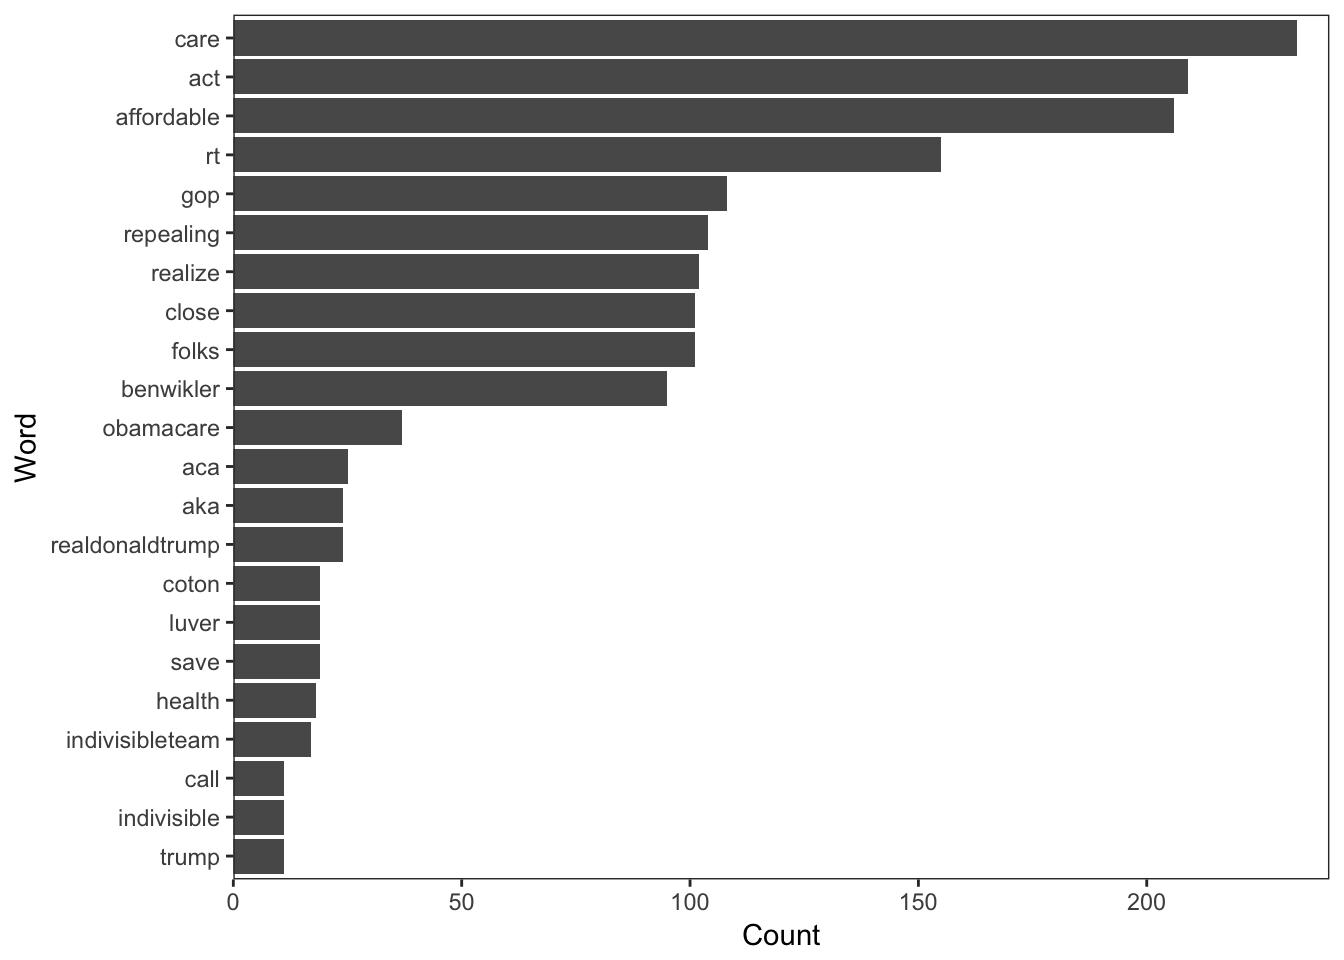 care
act
affordable
rt
gop
repealing
realize
close
folks
benwikler
obamacare
aca
aka
realdonaldtrump
coton
luver
save
health
indivisibleteam
call
indivisible
trump
Word
0 50 100 150 200
Count